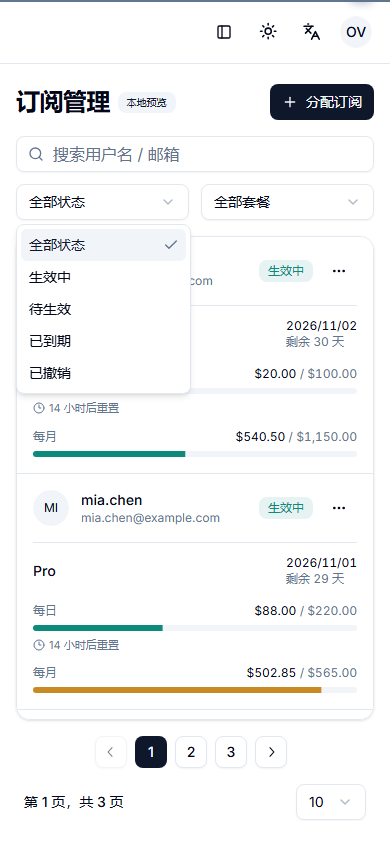 OV
订阅管理
本地预览
分配订阅
搜索用户名 / 邮箱
全部状态
全部套餐
全部状态
生效中
待生效
已到期
已撤销
com
生效中
2026/11/02
剩余 30 天
$20.00 / $100.00
14 小时后重置
每月
$540.50 / $1,150.00
MI
mia.chen
mia.chen@example.com
生效中
Pro
2026/11/01
剩余 29 天
每日
$88.00 / $220.00
14 小时后重置
每月
$502.85 / $565.00
1
2
3
第 1 页，共 3 页
10